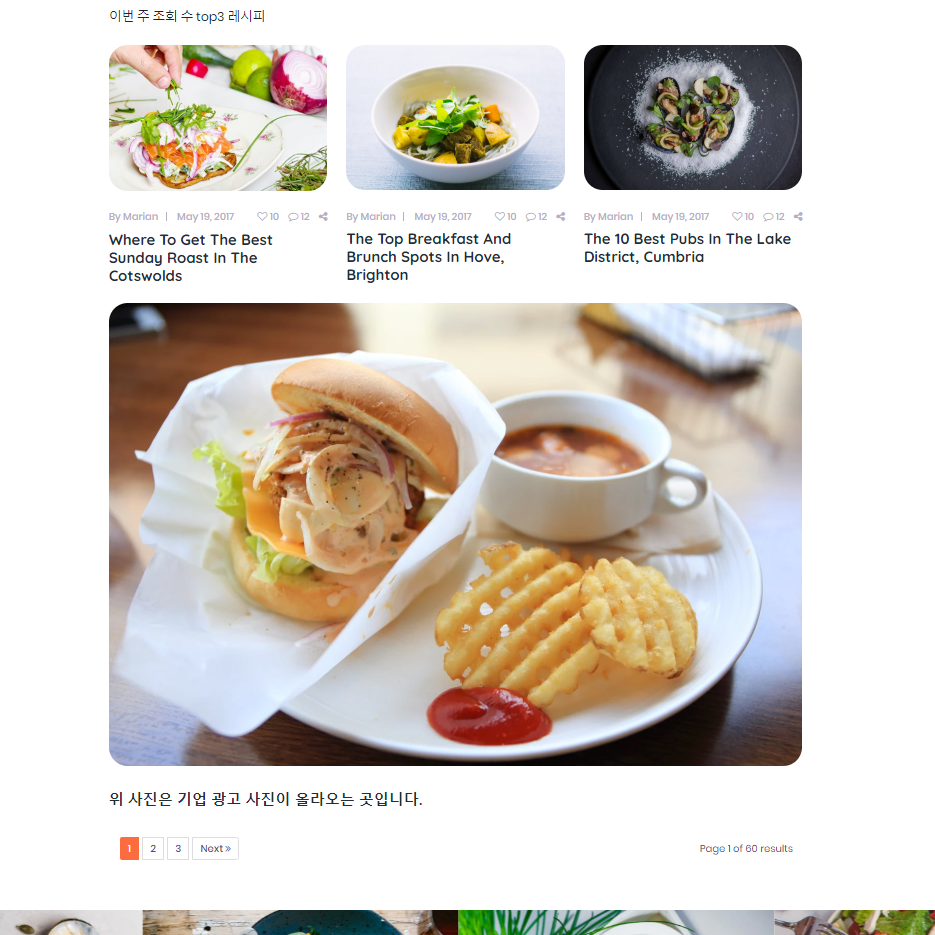 이번 주 조회 수 top3 레시피
By Marian | May 19, 2017 10 12
By Marian | May 19, 2017 10 12
By Marian | May 19, 2017 10 12
Where To Get The Best
Sunday Roast In The
Cotswolds
The Top Breakfast And
Brunch Spots In Hove,
Brighton
The 10 Best Pubs In The Lake
District, Cumbria
위 사진은 기업 광고 사진이 올라오는 곳입니다.
1 2 3 Next »
Page 1 of 60 results